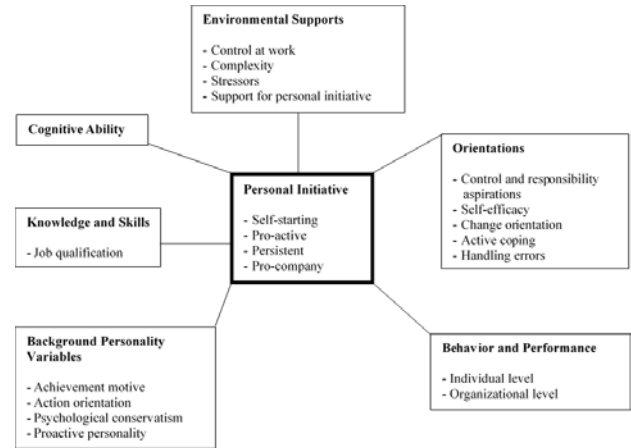 Environmental Supports
- Control at work
- Complexity
- Stressors
- Support for personal initiative
Cognitive Ability
Orientations
- Control and responsibility
aspirations
- Self-efficacy
- Change orientation
- Active coping
- Handling errors
Personal Initiative
- Self-starting
- Pro-active
- Persistent
- Pro-company
Knowledge and Skills
- Job qualification
Background Personality
Variables
- Achievement motive
- Action orientation
- Psychological conservatism
- Proactive personality
Behavior and Performance
- Individual level
- Organizational level